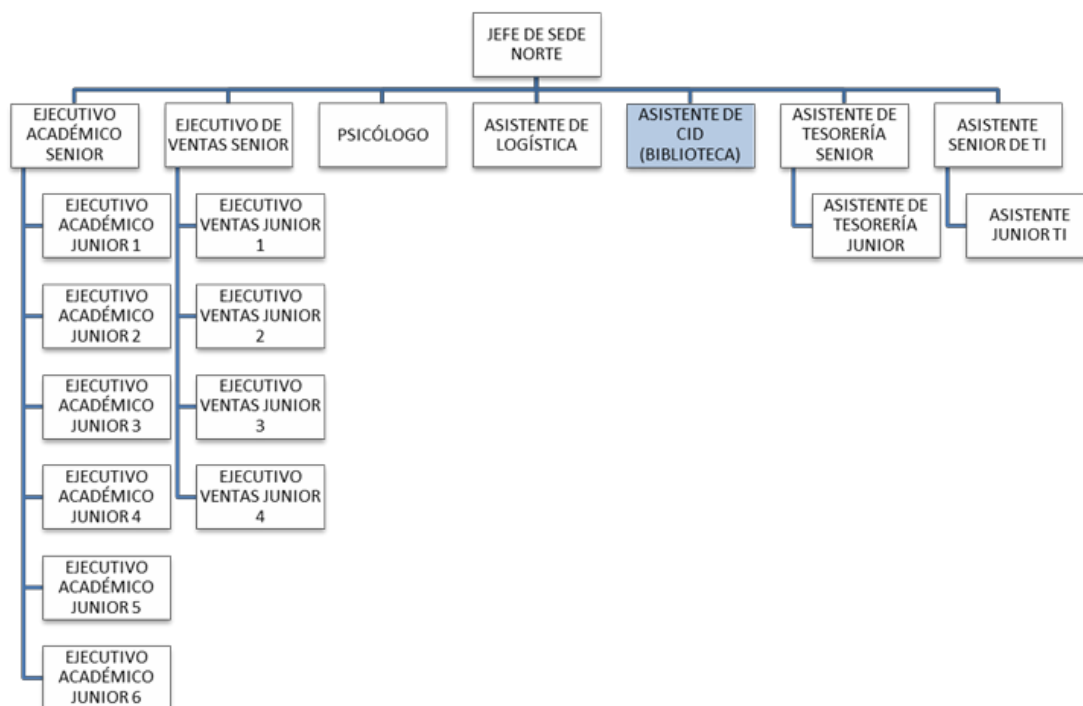 JEFE DE SEDE
NORTE
EJECUTIVO
ACADÉMICO
SENIOR
EJECUTIVO DE
VENTAS SENIOR
PSICÓLOGO
ASISTENTE DE
LOGÍSTICA
ASISTENTE DE
CID
(BIBLIOTECA)
ASISTENTE DE
TESORERÍA
SENIOR
ASISTENTE
SENIOR DE TI
EJECUTIVO
ACADÉMICO
JUNIOR 1
EJECUTIVO
VENTAS JUNIOR
1
ASISTENTE DE
TESORERÍA
JUNIOR
ASISTENTE
JUNIOR TI
EJECUTIVO
ACADÉMICO
JUNIOR 2
EJECUTIVO
VENTAS JUNIOR
2
EJECUTIVO
ACADÉMICO
JUNIOR 3
EJECUTIVO
VENTAS JUNIOR
3
EJECUTIVO
ACADÉMICO
JUNIOR 4
EJECUTIVO
VENTAS JUNIOR
4
EJECUTIVO
ACADÉMICO
JUNIOR 5
EJECUTIVO
ACADÉMICO
JUNIOR 6